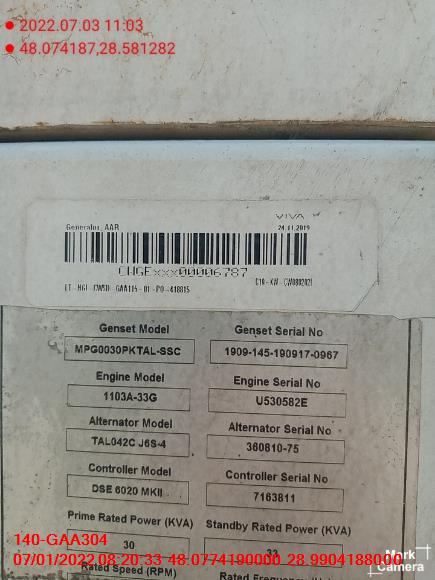 2022.07.03 11:03
48.074187,28.581282
VIVA
Generator, AAR
24.11.2019
CHGExxx00006787
Genset Model
Genset Serial No
MPG0030PKTAL-SSC
1909-145-190917-0967
Engine Model
Engine Serial No
1103A-33G
U530582E
Alternator Model
Alternator Serial No
TAL042C J6S-4
360810-75
Controller Model
Controller Serial No
DSE 6020 MKII
7163811
Prime Rated Power (KVA)
Standby Rated Power (KVA)
140-GAA304
30
33
07/01/2022 08:20:33 48.0774190000 28.9904188000
Rated Speed (RPM)
Mark
Camera